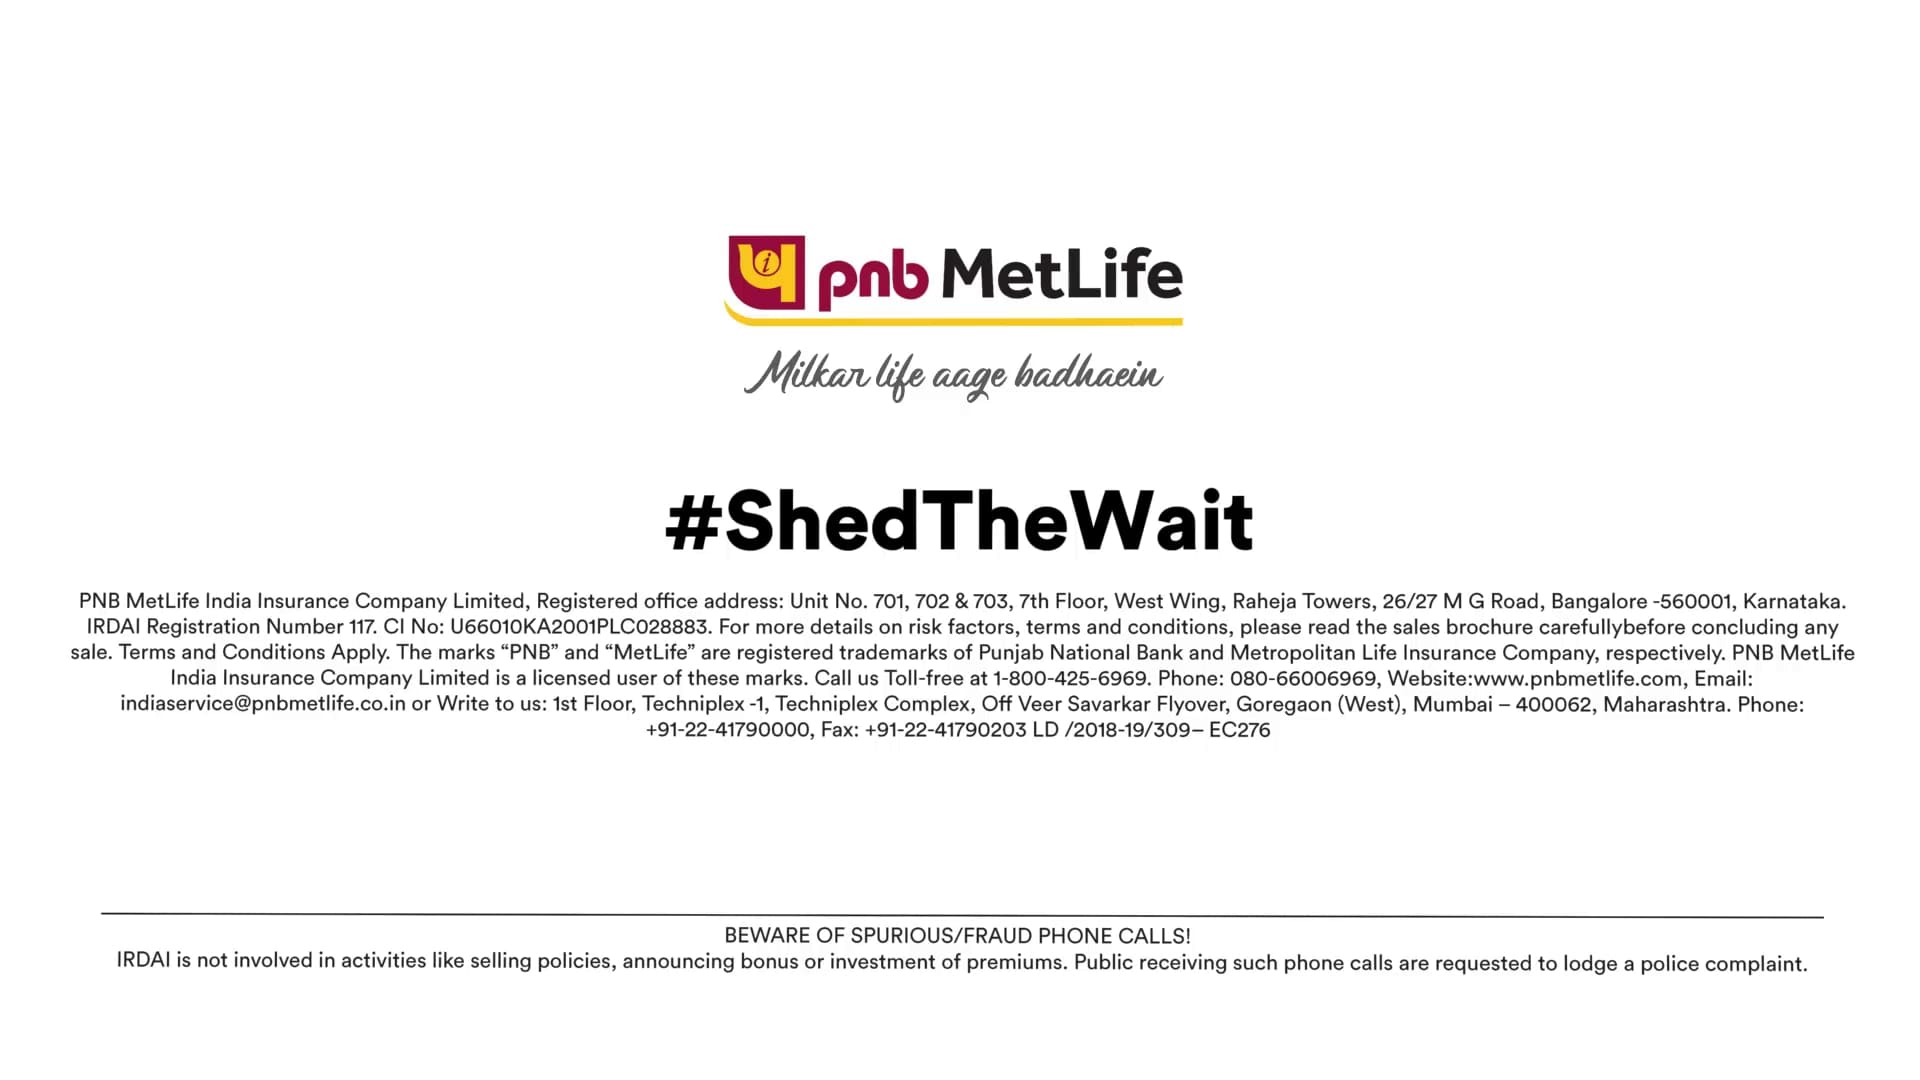 pnb MetLife
Milkar life aage badhaein
#ShedTheWait
PNB MetLife India Insurance Company Limited, Registered office address: Unit No. 701, 702 & 703, 7th Floor, West Wing, Raheja Towers, 26/27 M G Road, Bangalore -560001, Karnataka.
IRDAI Registration Number 117. CI No: U66010KA2001PLC028883. For more details on risk factors, terms and conditions, please read the sales brochure carefullybefore concluding any
sale. Terms and Conditions Apply. The marks “PNB” and “MetLife” are registered trademarks of Punjab National Bank and Metropolitan Life Insurance Company, respectively. PNB MetLife
India Insurance Company Limited is a licensed user of these marks. Call us Toll-free at 1-800-425-6969. Phone: 080-66006969, Website:www.pnbmetlife.com, Email:
indiaservice@pnbmetlife.co.in or Write to us: 1st Floor, Techniplex -1, Techniplex Complex, Off Veer Savarkar Flyover, Goregaon (West), Mumbai – 400062, Maharashtra. Phone:
+91-22-41790000, Fax: +91-22-41790203 LD /2018-19/309– EC276
BEWARE OF SPURIOUS/FRAUD PHONE CALLS!
IRDAI is not involved in activities like selling policies, announcing bonus or investment of premiums. Public receiving such phone calls are requested to lodge a police complaint.